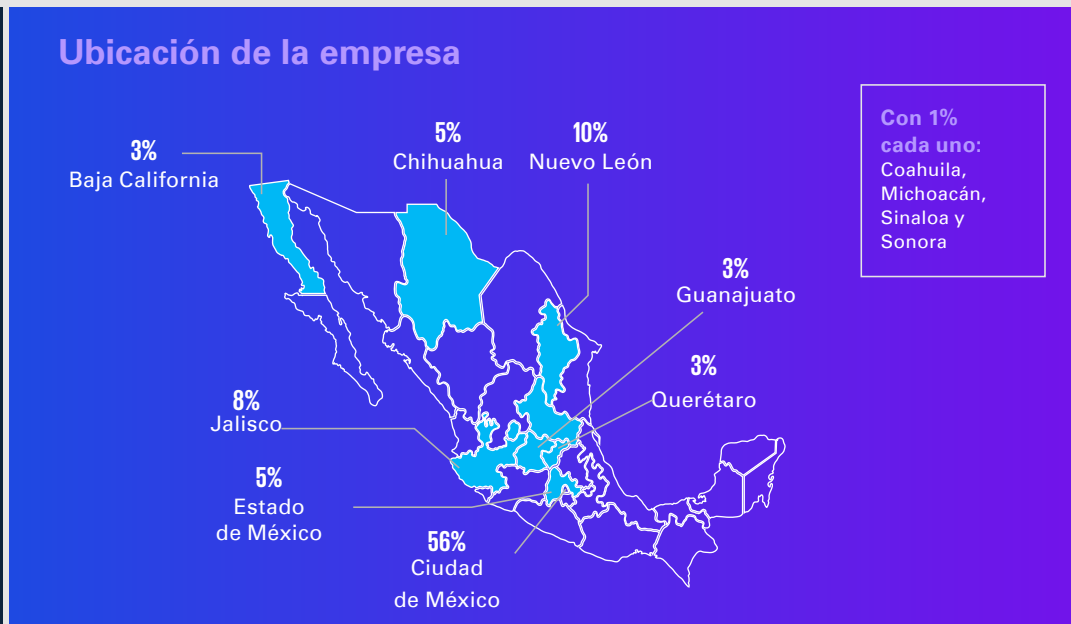 Ubicación de la empresa
3%
Baja California
5%
Chihuahua
10%
Nuevo León
Con 1%
cada uno:
Coahuila,
Michoacán,
Sinaloa y
Sonora
3%
Guanajuato
3%
Querétaro
8%
Jalisco
5%
Estado
de México
56%
Ciudad
de México